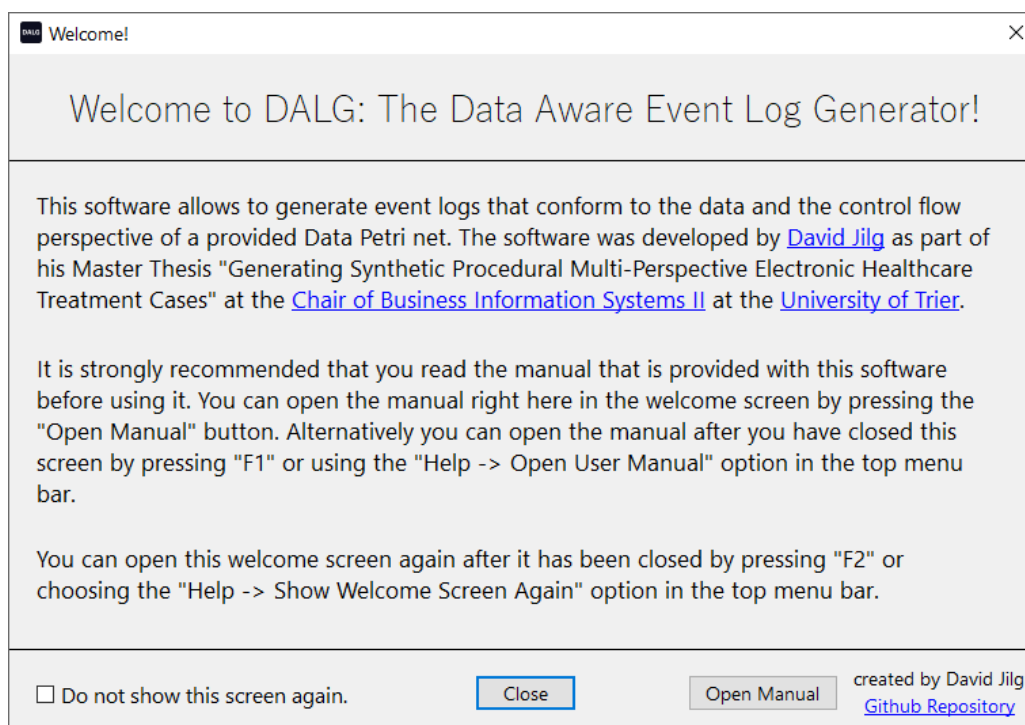 DALG Welcome!
Welcome to DALG: The Data Aware Event Log Generator!
This software allows to generate event logs that conform to the data and the control flow
perspective of a provided Data Petri net. The software was developed by David Jilg as part of
his Master Thesis "Generating Synthetic Procedural Multi-Perspective Electronic Healthcare
Treatment Cases" at the Chair of Business Information Systems II at the University of Trier.
It is strongly recommended that you read the manual that is provided with this software
before using it. You can open the manual right here in the welcome screen by pressing the
"Open Manual" button. Alternatively you can open the manual after you have closed this
screen by pressing "F1" or using the "Help -> Open User Manual" option in the top menu
bar.
You can open this welcome screen again after it has been closed by pressing "F2" or
choosing the "Help -> Show Welcome Screen Again" option in the top menu bar.
Do not show this screen again.
Close
Open Manual
created by David Jilg
Github Repository